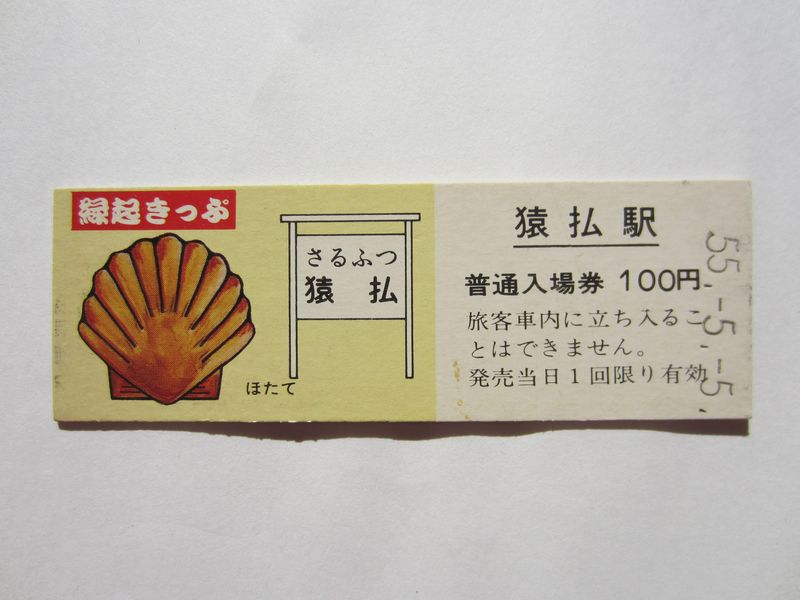 縁起きっぷ
さるふつ
猿払
ほたて
猿払駅
普通入場券 100円
旅客車内に立ち入るこ
とはできません。
発売当日1回限り有効
55.-5.-5